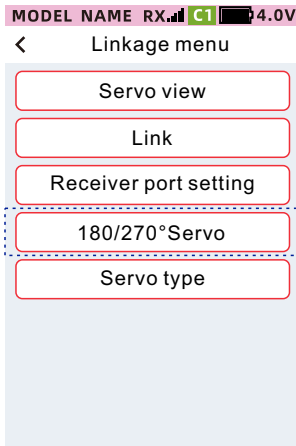 MODEL NAME RX C1 4.0V
Linkage menu
Servo view
Link
Receiver port setting
180/270°Servo
Servo type